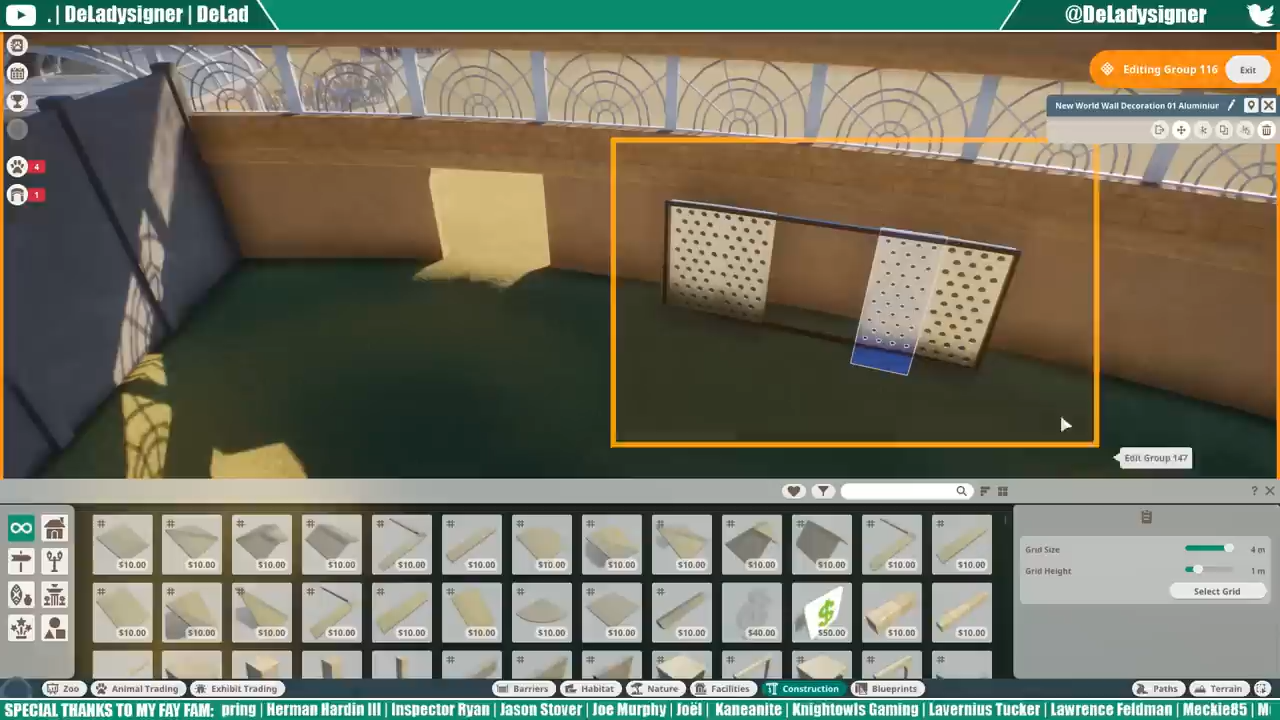 . | DeLadysigner | DeLad
@DeLadysigner
Editing Group 116
Exit
New World Wall Decoration 01 Aluminiur
4
1
Edit Group 147
? ×
$10.00 $10.00 $10.00 $10.00 $10.00 $10.00 $10.00 $10.00 $10.00 $10.00 $10.00 $10.00 $10.00
$10.00 $10.00 $10.00 $10.00 $10.00 $10.00 $10.00 $10.00 $10.00 $40.00 $50.00 $10.00 $10.00
Grid Size
4 m
Grid Height
1 m
Select Grid
Zoo
Animal Trading
Exhibit Trading
Barriers
Habitat
Nature
Facilities
Construction
Blueprints
Paths
Terrain
SPECIAL THANKS TO MY FAY FAM: pring | Herman Hardin III | Inspector Ryan | Jason Stover | Joe Murphy | Joël | Kaneanite | Knightowls Gaming | Lavernius Tucker | Lawrence Feldman | Meckie85 | M